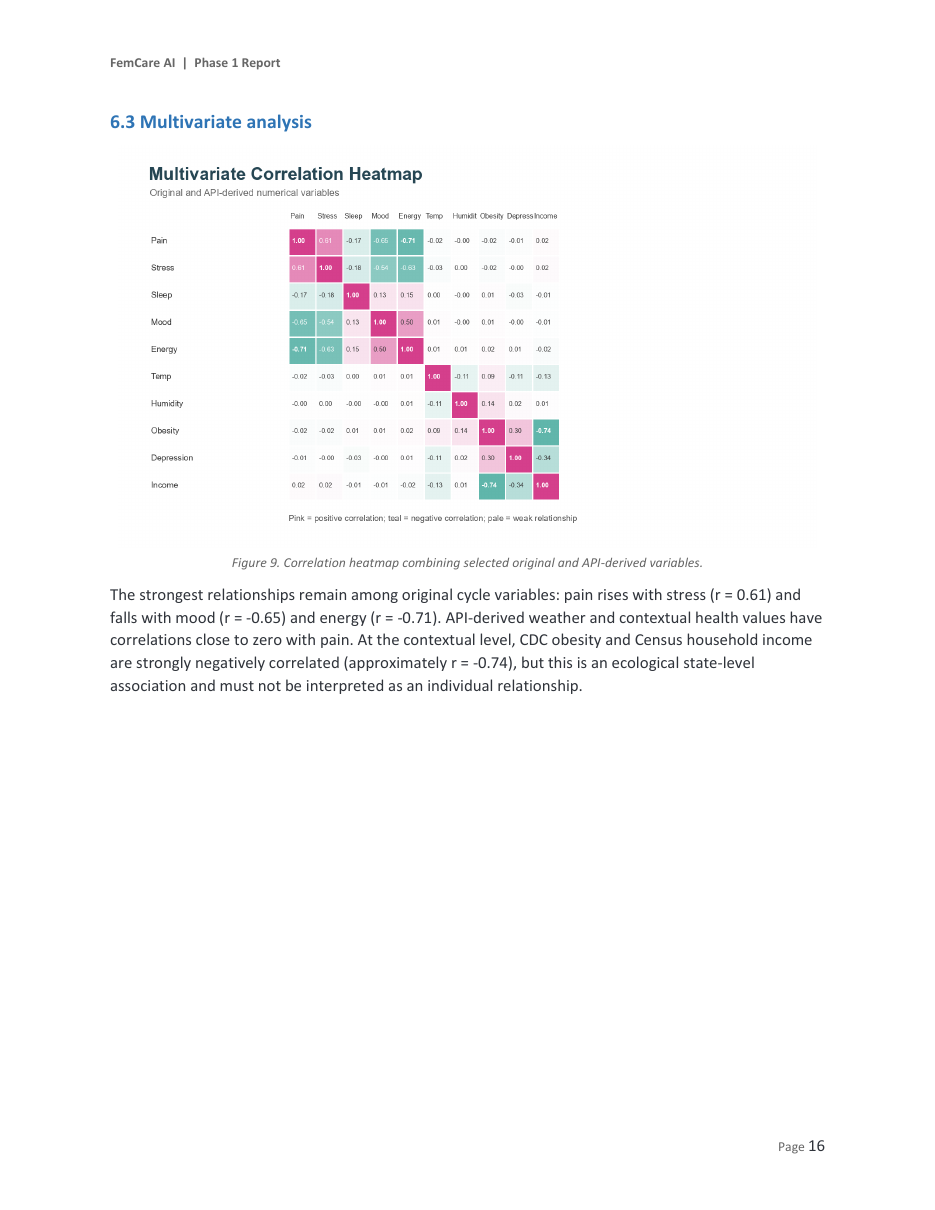 FemCare AI | Phase 1 Report
6.3 Multivariate analysis
Multivariate Correlation Heatmap
Original and API-derived numerical variables
Pain Stress Sleep Mood Energy Temp Humidit Obesity DepressIncome
Pain 1.00 0.61 -0.17 -0.65 -0.71 -0.02 -0.00 -0.02 -0.01 0.02
Stress 0.61 1.00 -0.18 -0.54 -0.63 -0.03 0.00 -0.02 -0.00 0.02
Sleep -0.17 -0.18 1.00 0.13 0.15 0.00 -0.00 0.01 -0.03 -0.01
Mood -0.65 -0.54 0.13 1.00 0.50 0.01 -0.00 0.01 -0.00 -0.01
Energy -0.71 -0.63 0.15 0.50 1.00 0.01 0.01 0.02 0.01 -0.02
Temp -0.02 -0.03 0.00 0.01 0.01 1.00 -0.11 0.09 -0.11 -0.13
Humidity -0.00 0.00 -0.00 -0.00 0.01 -0.11 1.00 0.14 0.02 0.01
Obesity -0.02 -0.02 0.01 0.01 0.02 0.09 0.14 1.00 0.30 -0.74
Depression -0.01 -0.00 -0.03 -0.00 0.01 -0.11 0.02 0.30 1.00 -0.34
Income 0.02 0.02 -0.01 -0.01 -0.02 -0.13 0.01 -0.74 -0.34 1.00
Pink = positive correlation; teal = negative correlation; pale = weak relationship
Figure 9. Correlation heatmap combining selected original and API-derived variables.
The strongest relationships remain among original cycle variables: pain rises with stress (r = 0.61) and
falls with mood (r = -0.65) and energy (r = -0.71). API-derived weather and contextual health values have
correlations close to zero with pain. At the contextual level, CDC obesity and Census household income
are strongly negatively correlated (approximately r = -0.74), but this is an ecological state-level
association and must not be interpreted as an individual relationship.
Page 16